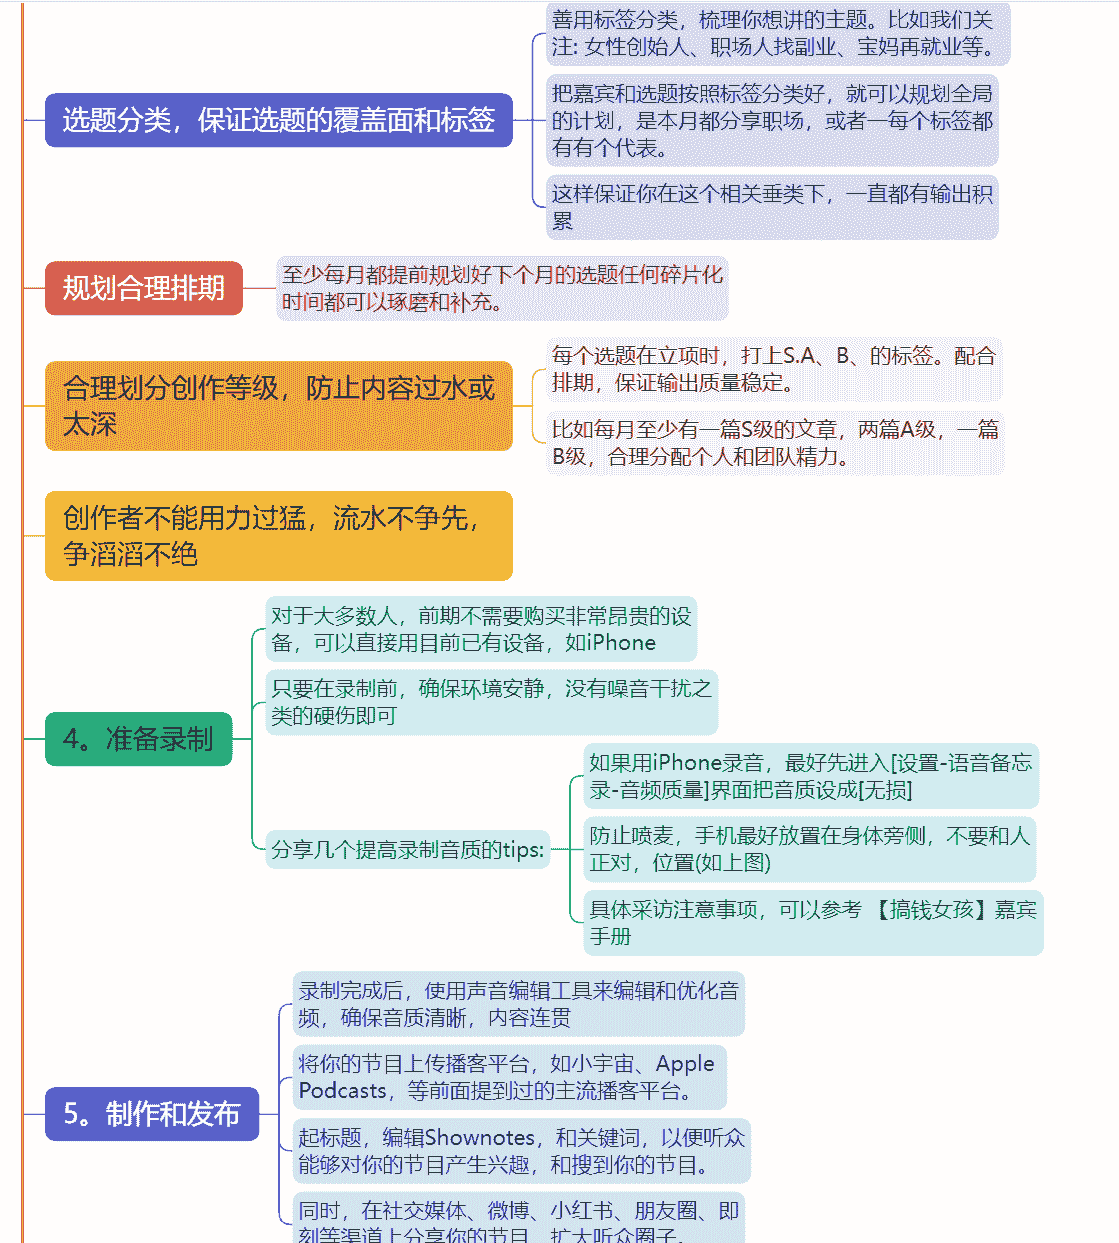 善用标签分类，梳理你想讲的主题。比如我们关
注: 女性创始人、职场人找副业、宝妈再就业等。
选题分类，保证选题的覆盖面和标签
把嘉宾和选题按照标签分类好，就可以规划全局
的计划，是本月都分享职场，或者一每个标签都
有有个代表。
这样保证你在这个相关垂类下，一直都有输出积
累
规划合理排期
至少每月都提前规划好下个月的选题任何碎片化
时间都可以琢磨和补充。
合理划分创作等级，防止内容过水或
太深
每个选题在立项时，打上S.A、B、的标签。配合
排期，保证输出质量稳定。
比如每月至少有一篇S级的文章，两篇A级，一篇
B级，合理分配个人和团队精力。
创作者不能用力过猛，流水不争先，
争滔滔不绝
4。准备录制
对于大多数人，前期不需要购买非常昂贵的设
备，可以直接用目前已有设备，如iPhone
只要在录制前，确保环境安静，没有噪音干扰之
类的硬伤即可
分享几个提高录制音质的tips:
如果用iPhone录音，最好先进入[设置-语音备忘
录-音频质量]界面把音质设成[无损]
防止喷麦，手机最好放置在身体旁侧，不要和人
正对，位置(如上图)
具体采访注意事项，可以参考 【搞钱女孩】嘉宾
手册
5。制作和发布
录制完成后，使用声音编辑工具来编辑和优化音
频，确保音质清晰，内容连贯
将你的节目上传播客平台，如小宇宙、Apple
Podcasts，等前面提到过的主流播客平台。
起标题，编辑Shownotes，和关键词，以便听众
能够对你的节目产生兴趣，和搜到你的节目。
同时，在社交媒体、微博、小红书、朋友圈、即
刻等渠道上分享你的节目，扩大听众圈子。